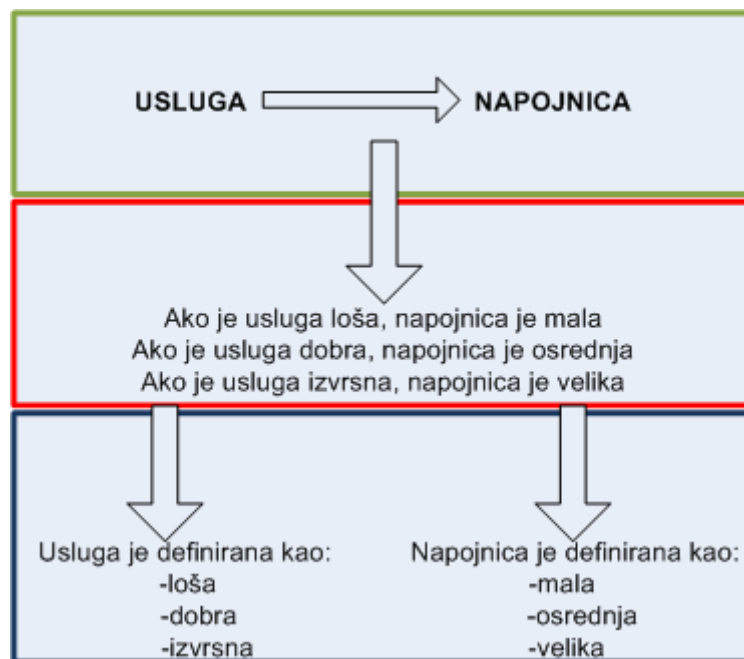 USLUGA NAPOJNICA
Ako je usluga loša, napojnica je mala
Ako je usluga dobra, napojnica je osrednja
Ako je usluga izvrsna, napojnica je velika
Usluga je definirana kao:
-loša
-dobra
-izvrsna
Napojnica je definirana kao:
-mala
-osrednja
-velika